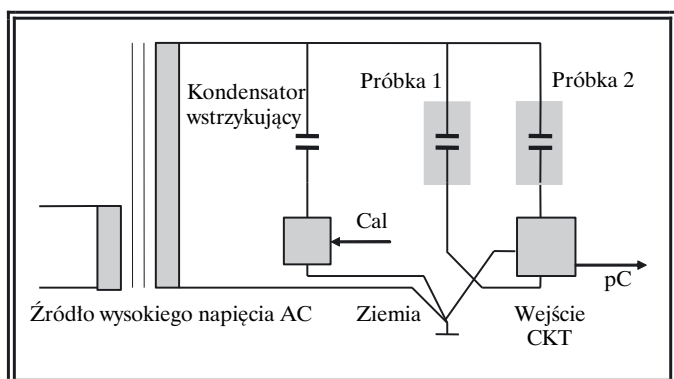 Kondensator
wstrzykujący
Próbka 1
Próbka 2
Cal
pC
Źródło wysokiego napięcia AC
Ziemia
Wejście
CKT